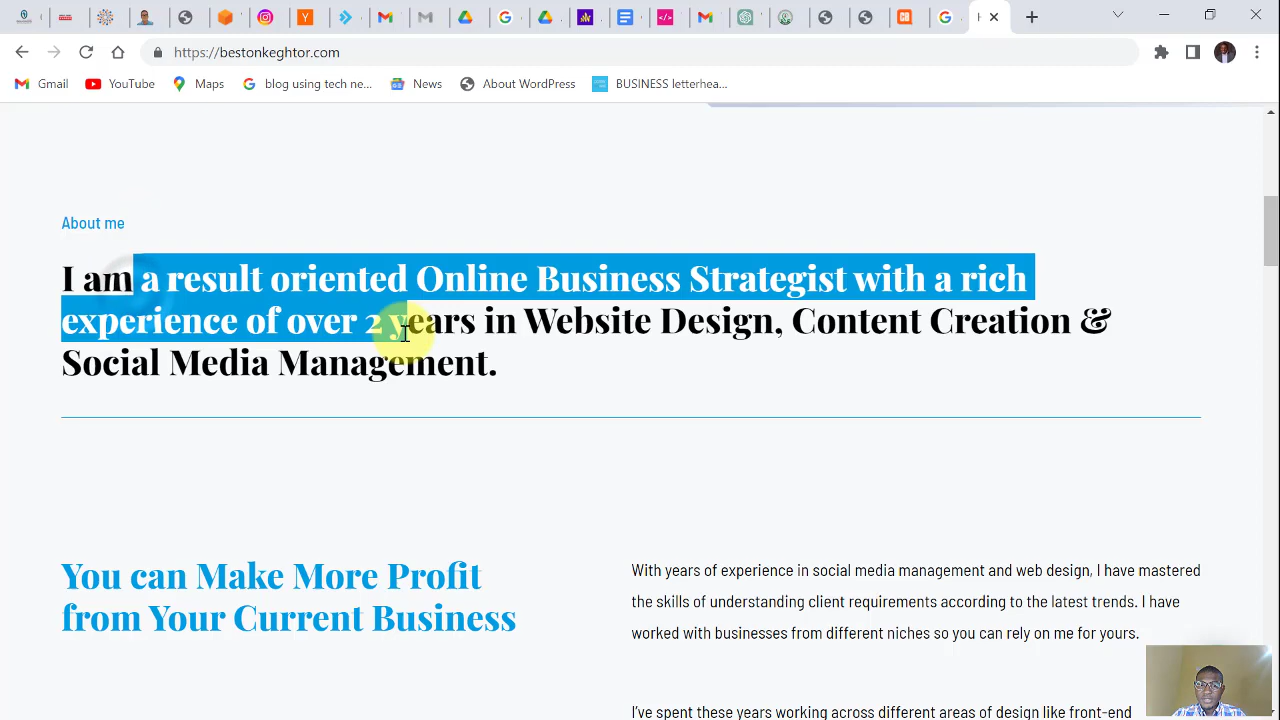 https://bestonkeghtor.com
Gmail
YouTube
Maps
blog using tech ne...
News
About WordPress
BUSINESS letterhea...
About me
I am a result oriented Online Business Strategist with a rich
experience of over 2 years in Website Design, Content Creation &
Social Media Management.
You can Make More Profit
from Your Current Business
With years of experience in social media management and web design, I have mastered
the skills of understanding client requirements according to the latest trends. I have
worked with businesses from different niches so you can rely on me for yours.
I've spent these years working across different areas of design like front-end